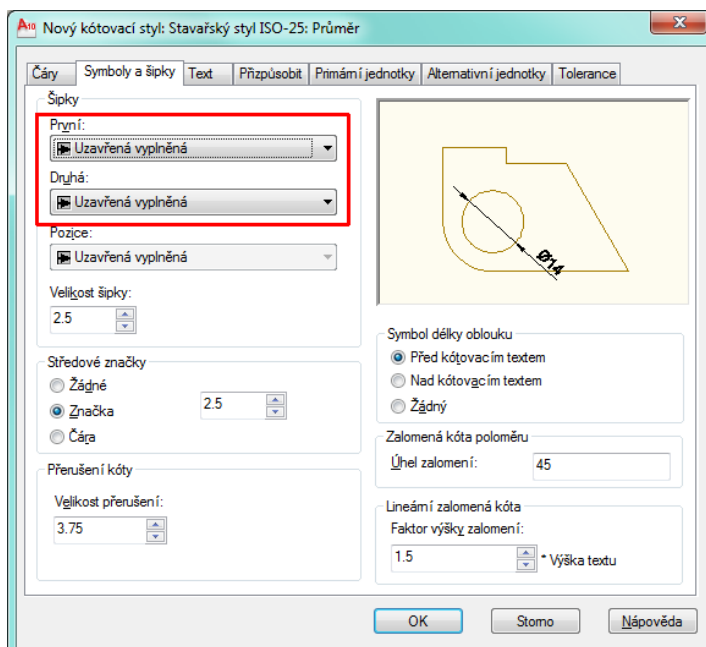 A10 Nový kótovací styl: Stavařský styl ISO-25: Průměr
Čáry Symboly a šipky Text Přizpůsobit Primární jednotky Alternativní jednotky Tolerance
Šipky
První:
Uzavřená vyplněná
Druhá:
Uzavřená vyplněná
Pozice:
Uzavřená vyplněná
Velikost šipky:
2.5
Středové značky
Žádné
Značka
2.5
Čára
Přerušení kóty
Velikost přerušení:
3.75
Ø14
Symbol délky oblouku
Před kótovacím textem
Nad kótovacím textem
Žádný
Zalomená kóta poloměru
Úhel zalomení:
45
Lineární zalomená kóta
Faktor výšky zalomení:
1.5
* Výška textu
OK Storno Nápověda